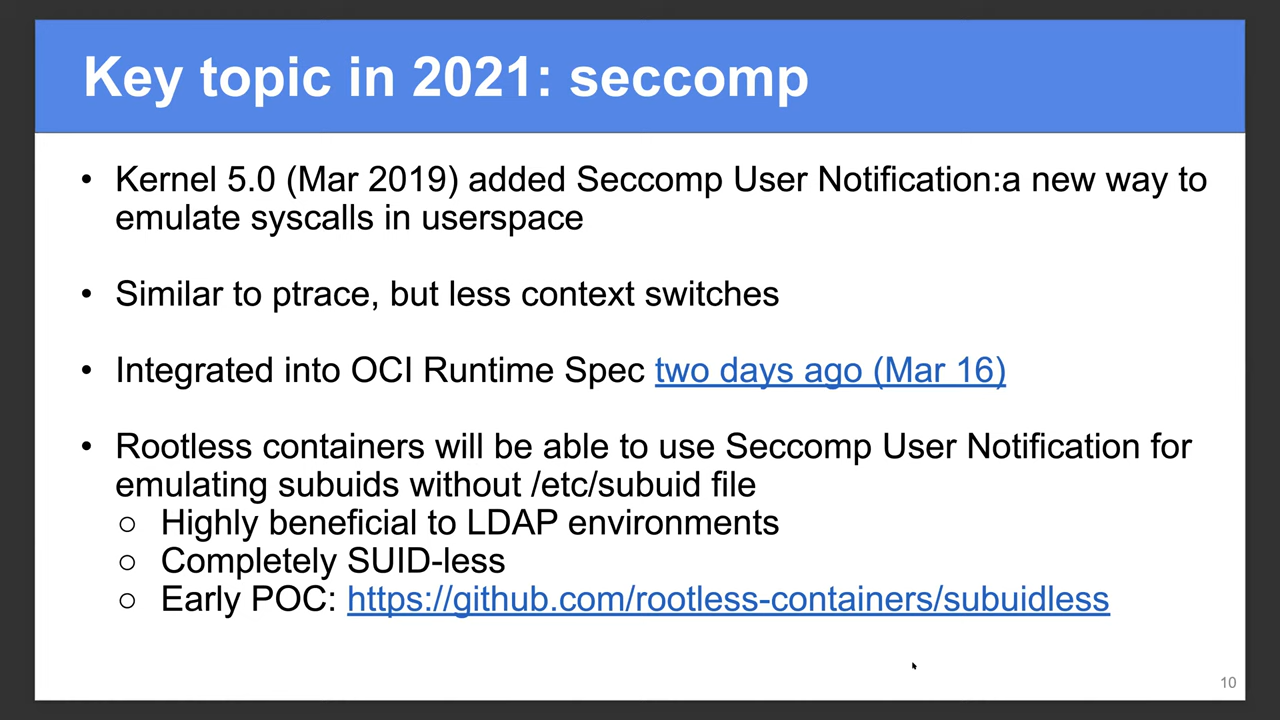 Key topic in 2021: seccomp
• Kernel 5.0 (Mar 2019) added Seccomp User Notification:a new way to
emulate syscalls in userspace
• Similar to ptrace, but less context switches
• Integrated into OCI Runtime Spec two days ago (Mar 16)
• Rootless containers will be able to use Seccomp User Notification for
emulating subuids without /etc/subuid file
○ Highly beneficial to LDAP environments
○ Completely SUID-less
○ Early POC: https://github.com/rootless-containers/subuidless
10